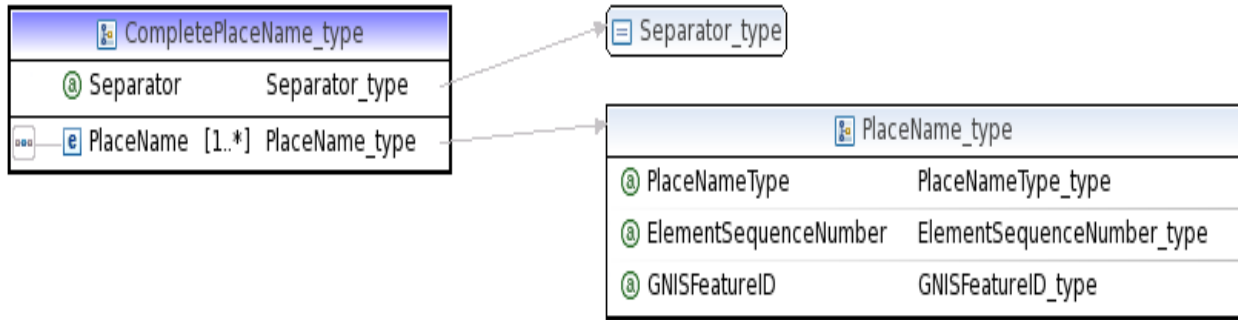 CompletePlaceName_type
Separator Separator_type
e PlaceName [1..*] PlaceName_type
Separator_type
PlaceName_type
a PlaceNameType PlaceNameType_type
a ElementSequenceNumber ElementSequenceNumber_type
a GNISFeatureID GNISFeatureID_type